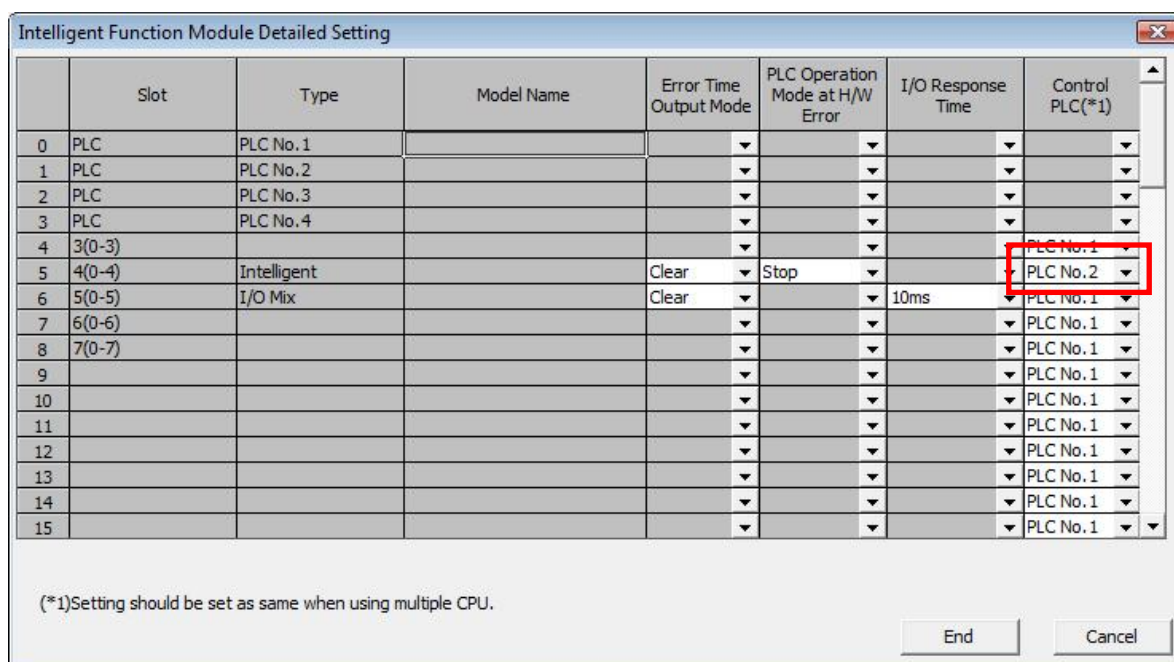 Intelligent Function Module Detailed Setting
Slot Type Model Name Error Time Output Mode PLC Operation Mode at H/W Error I/O Response Time Control PLC(*1)
0 PLC PLC No.1
1 PLC PLC No.2
2 PLC PLC No.3
3 PLC PLC No.4
4 3(0-3) PLC No.1
5 4(0-4) Intelligent Clear Stop PLC No.2
6 5(0-5) I/O Mix Clear 10ms PLC No.1
7 6(0-6) PLC No.1
8 7(0-7) PLC No.1
9 PLC No.1
10 PLC No.1
11 PLC No.1
12 PLC No.1
13 PLC No.1
14 PLC No.1
15 PLC No.1
(*1)Setting should be set as same when using multiple CPU.
End Cancel